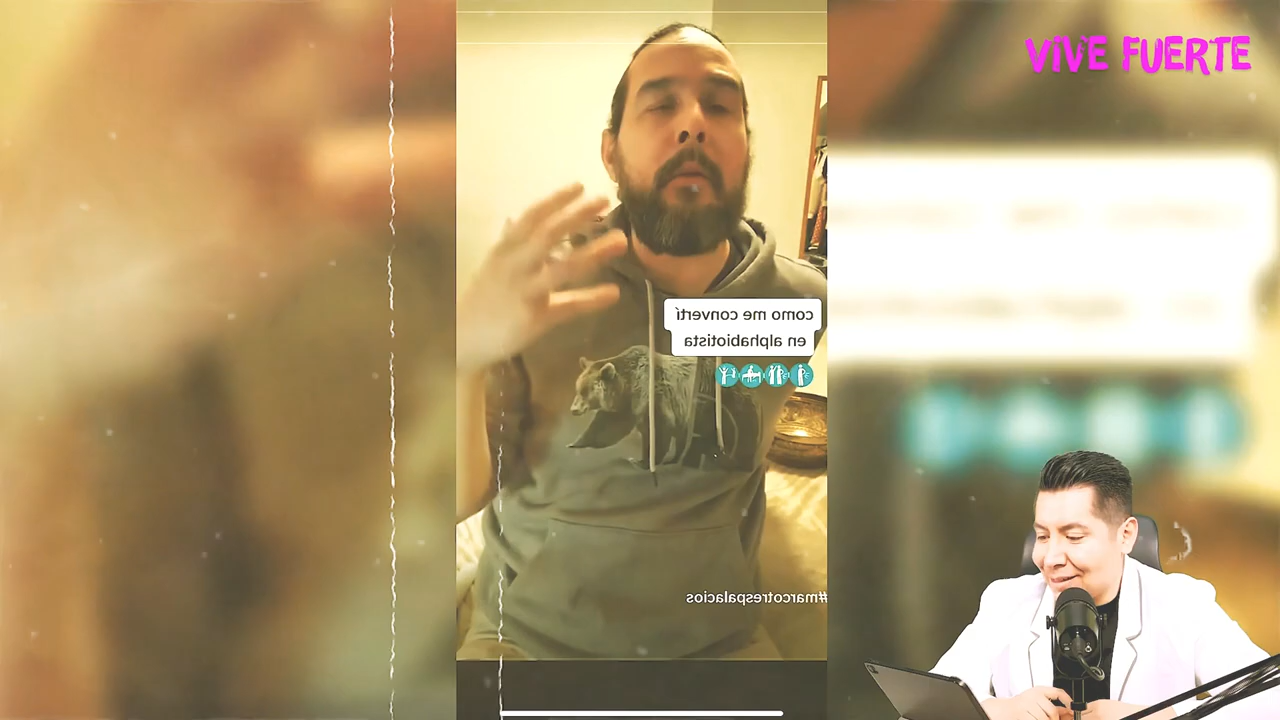 VIVE FUERTE
como me convertí
en alphabiotista
#marcotrespalacios